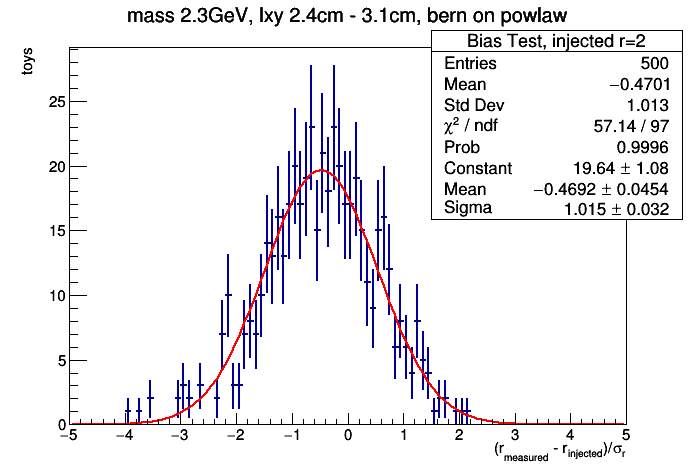 mass 2.3GeV, lxy 2.4cm - 3.1cm, bern on powlaw
Bias Test, injected r=2
Entries 500
Mean −0.4701
Std Dev 1.013
χ² / ndf 57.14 / 97
Prob 0.9996
Constant 19.64 ± 1.08
Mean −0.4692 ± 0.0454
Sigma 1.015 ± 0.032
toys
25
20
15
10
5
0
−5 −4 −3 −2 −1 0 1 2 3 4 5
(r_measured - r_injected)/σ_r